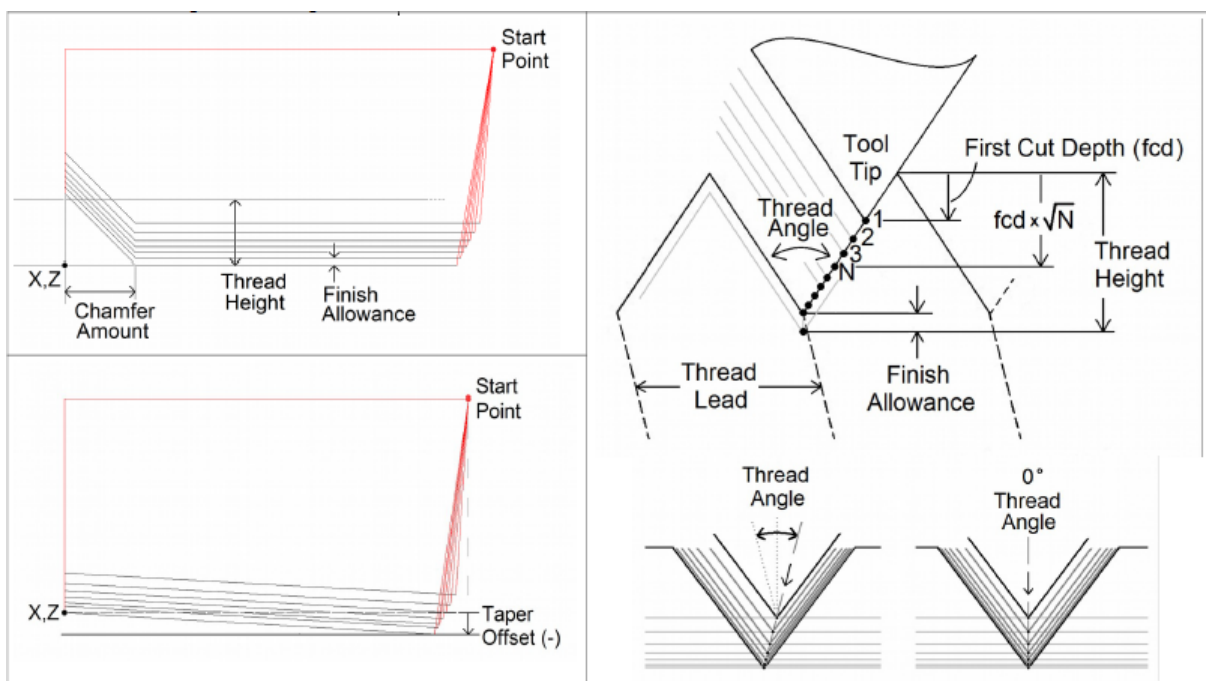 Start
Point
X,Z
Chamfer
Amount
Thread
Height
Finish
Allowance
Start
Point
X,Z
Taper
Offset (-)
Tool
Tip
First Cut Depth (fcd)
Thread
Angle
1
2
3
N
fcd x √N
Thread
Height
Thread
Lead
Finish
Allowance
Thread
Angle
0°
Thread
Angle